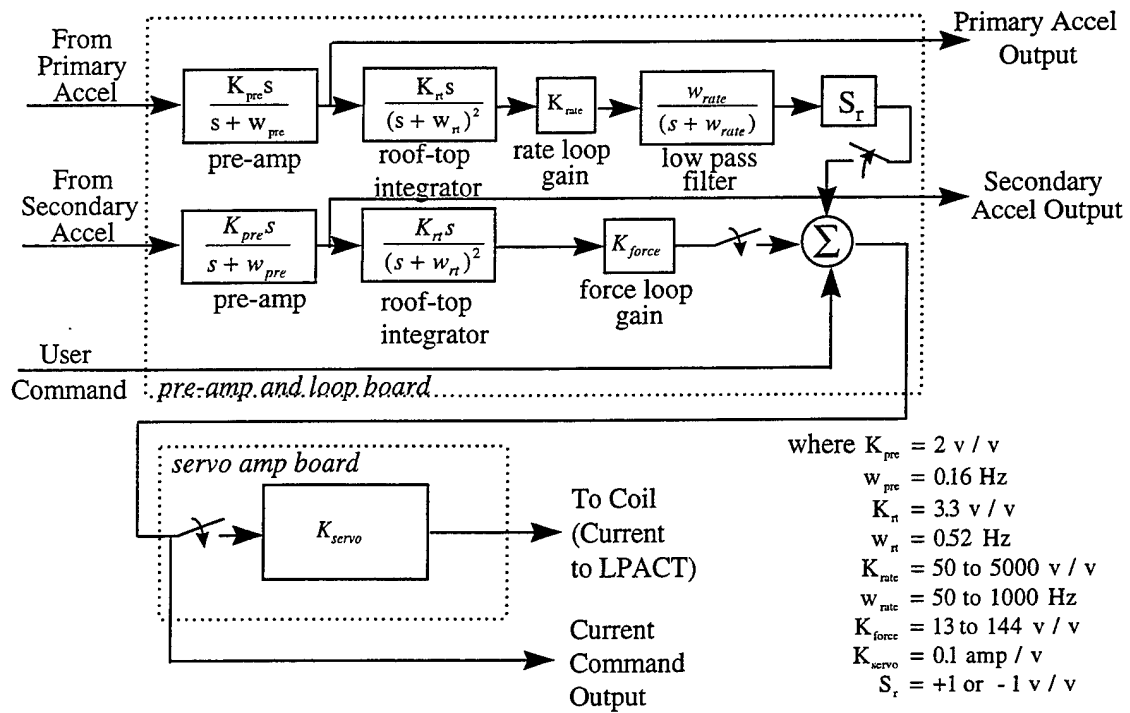 From
Primary
Accel
K_pre s
s + w_pre
pre-amp
K_rt s
(s + w_rt)²
roof-top
integrator
K_rate
rate loop
gain
w_rate
(s + w_rate)
low pass
filter
S_r
Primary Accel
Output
From
Secondary
Accel
K_pre s
s + w_pre
pre-amp
K_rt s
(s + w_rt)²
roof-top
integrator
K_force
force loop
gain
Σ
Secondary
Accel Output
User
Command
pre-amp and loop board
servo amp board
K_servo
To Coil
(Current
to LPACT)
Current
Command
Output
where K_pre = 2 v / v
w_pre = 0.16 Hz
K_rt = 3.3 v / v
w_rt = 0.52 Hz
K_rate = 50 to 5000 v / v
w_rate = 50 to 1000 Hz
K_force = 13 to 144 v / v
K_servo = 0.1 amp / v
S_r = +1 or - 1 v / v